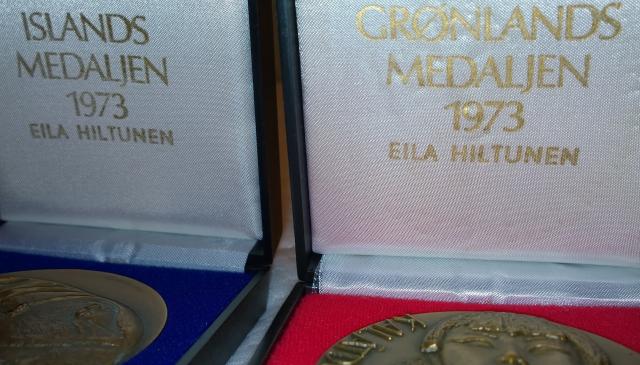 ISLANDS
MEDALJEN
1973
EILA HILTUNEN
GRØNLANDS
MEDALJEN
1973
EILA HILTUNEN